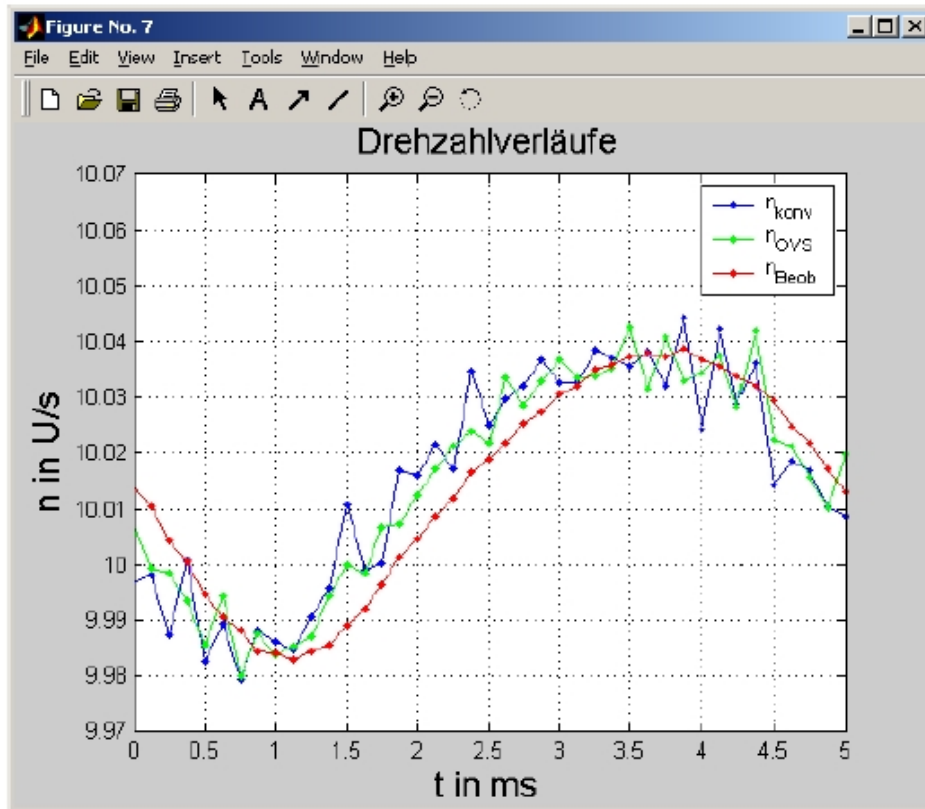 Figure No. 7
File Edit View Insert Tools Window Help
A
Drehzahlverläufe
10.07
10.06
10.05
10.04
10.03
10.02
10.01
10
9.99
9.98
9.97
n in U/s
n_konv
n_OVS
n_Beob
0 0.5 1 1.5 2 2.5 3 3.5 4 4.5 5
t in ms